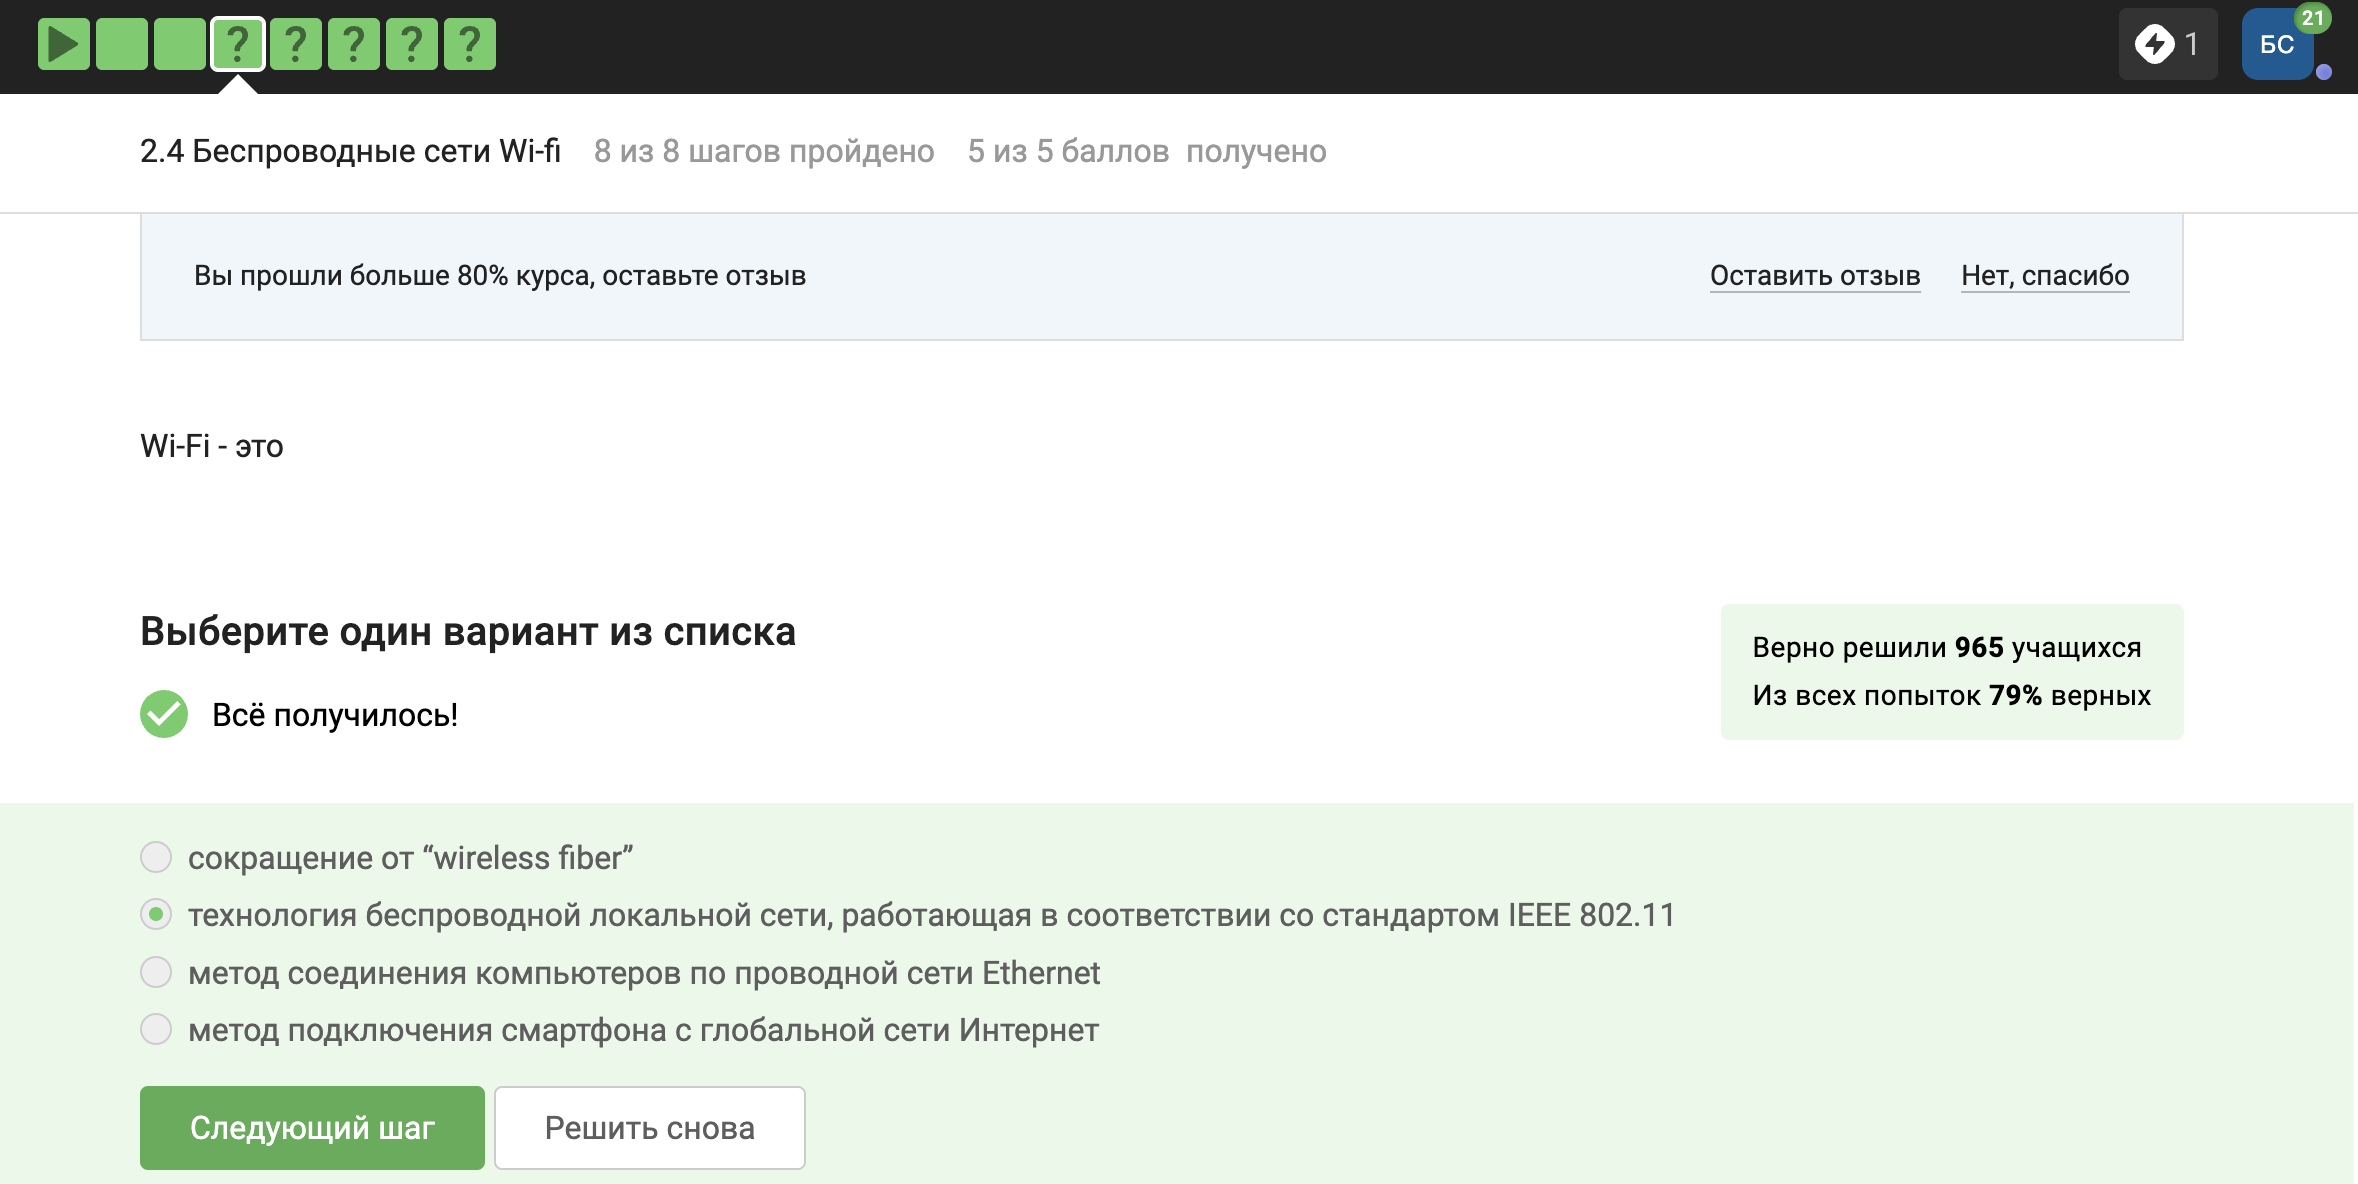 ? ? ? ? ?
1
БС
21
2.4 Беспроводные сети Wi-fi 8 из 8 шагов пройдено 5 из 5 баллов получено
Вы прошли больше 80% курса, оставьте отзыв Оставить отзыв Нет, спасибо
Wi-Fi - это
Выберите один вариант из списка
Всё получилось!
Верно решили 965 учащихся
Из всех попыток 79% верных
сокращение от “wireless fiber”
технология беспроводной локальной сети, работающая в соответствии со стандартом IEEE 802.11
метод соединения компьютеров по проводной сети Ethernet
метод подключения смартфона с глобальной сети Интернет
Следующий шаг Решить снова